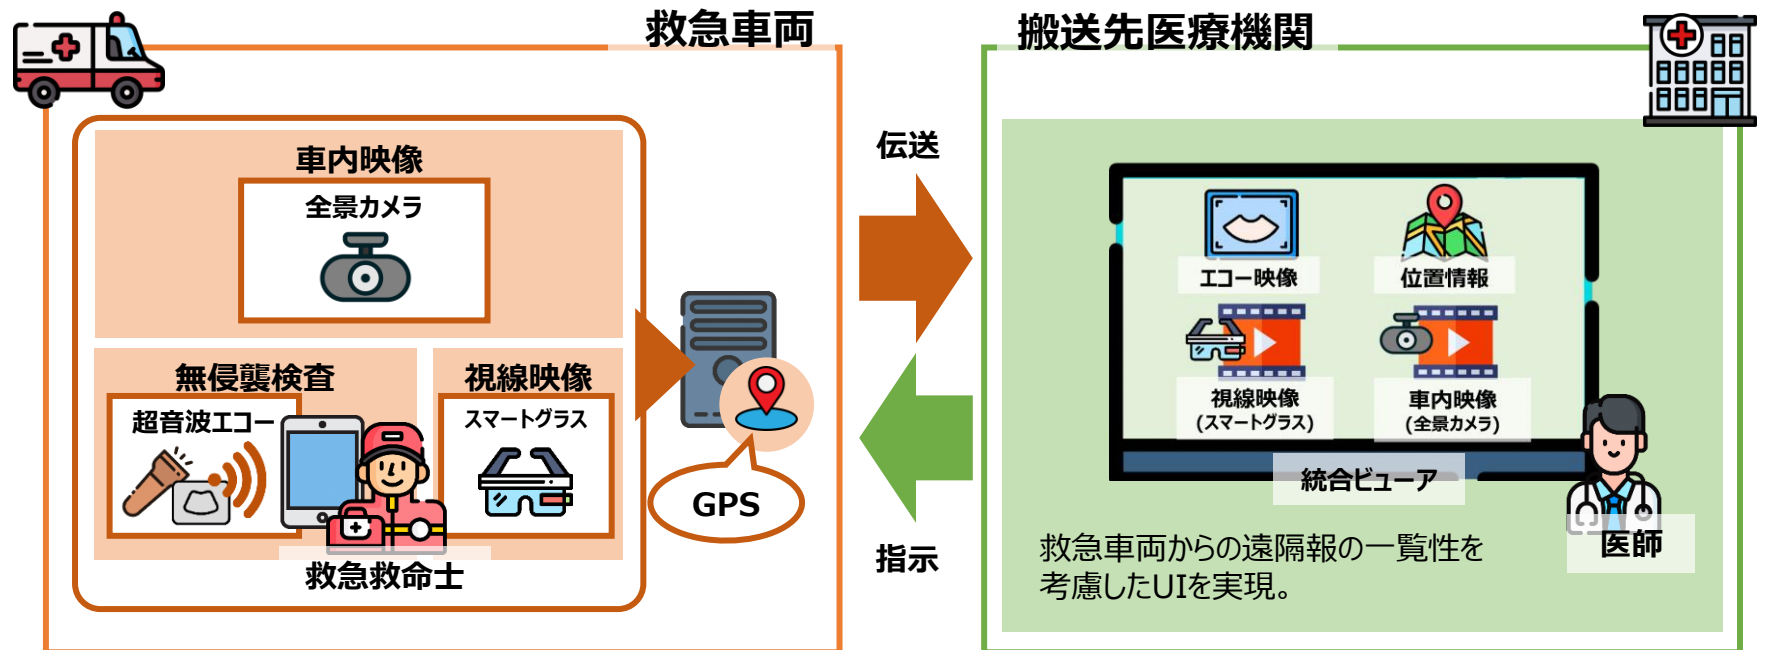 救急車両
車内映像
全景カメラ
無侵襲検査
超音波エコー
視線映像
スマートグラス
救急救命士
GPS
伝送
指示
搬送先医療機関
エコー映像
位置情報
視線映像
(スマートグラス)
車内映像
(全景カメラ)
統合ビューア
医師
救急車両からの遠隔報の一覧性を
考慮したUIを実現。